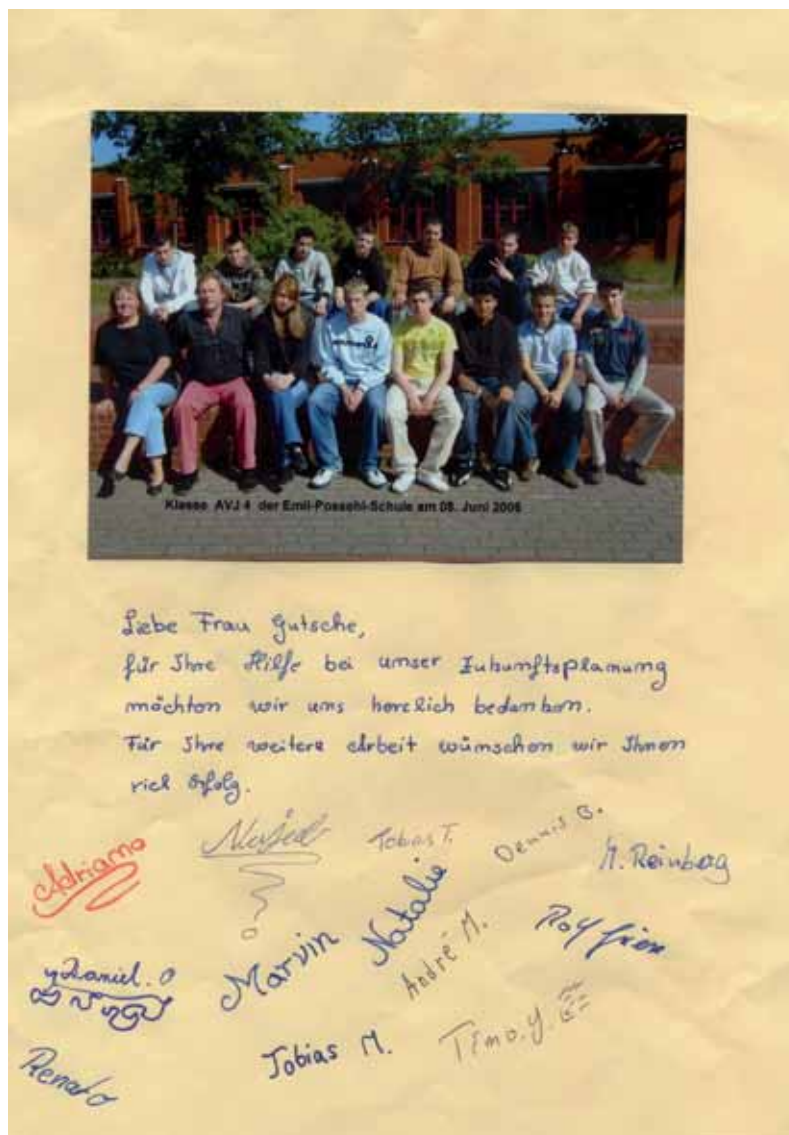 Klasse AVJ 4 der Emil-Possehl-Schule am 08. Juni 2006
Liebe Frau Gutsche,
für Ihre Hilfe bei unser Zukunftsplanung
möchten wir uns herzlich bedanken.
Für Ihre weitere Arbeit wünschen wir Ihnen
viel Erfolg.
Adriano
Tobias T.
Dennis B.
M. Reinberg
Natalie
Marvin
André M.
Rolf
Daniel. O
Tobias M.
Timo. Y.
Renato